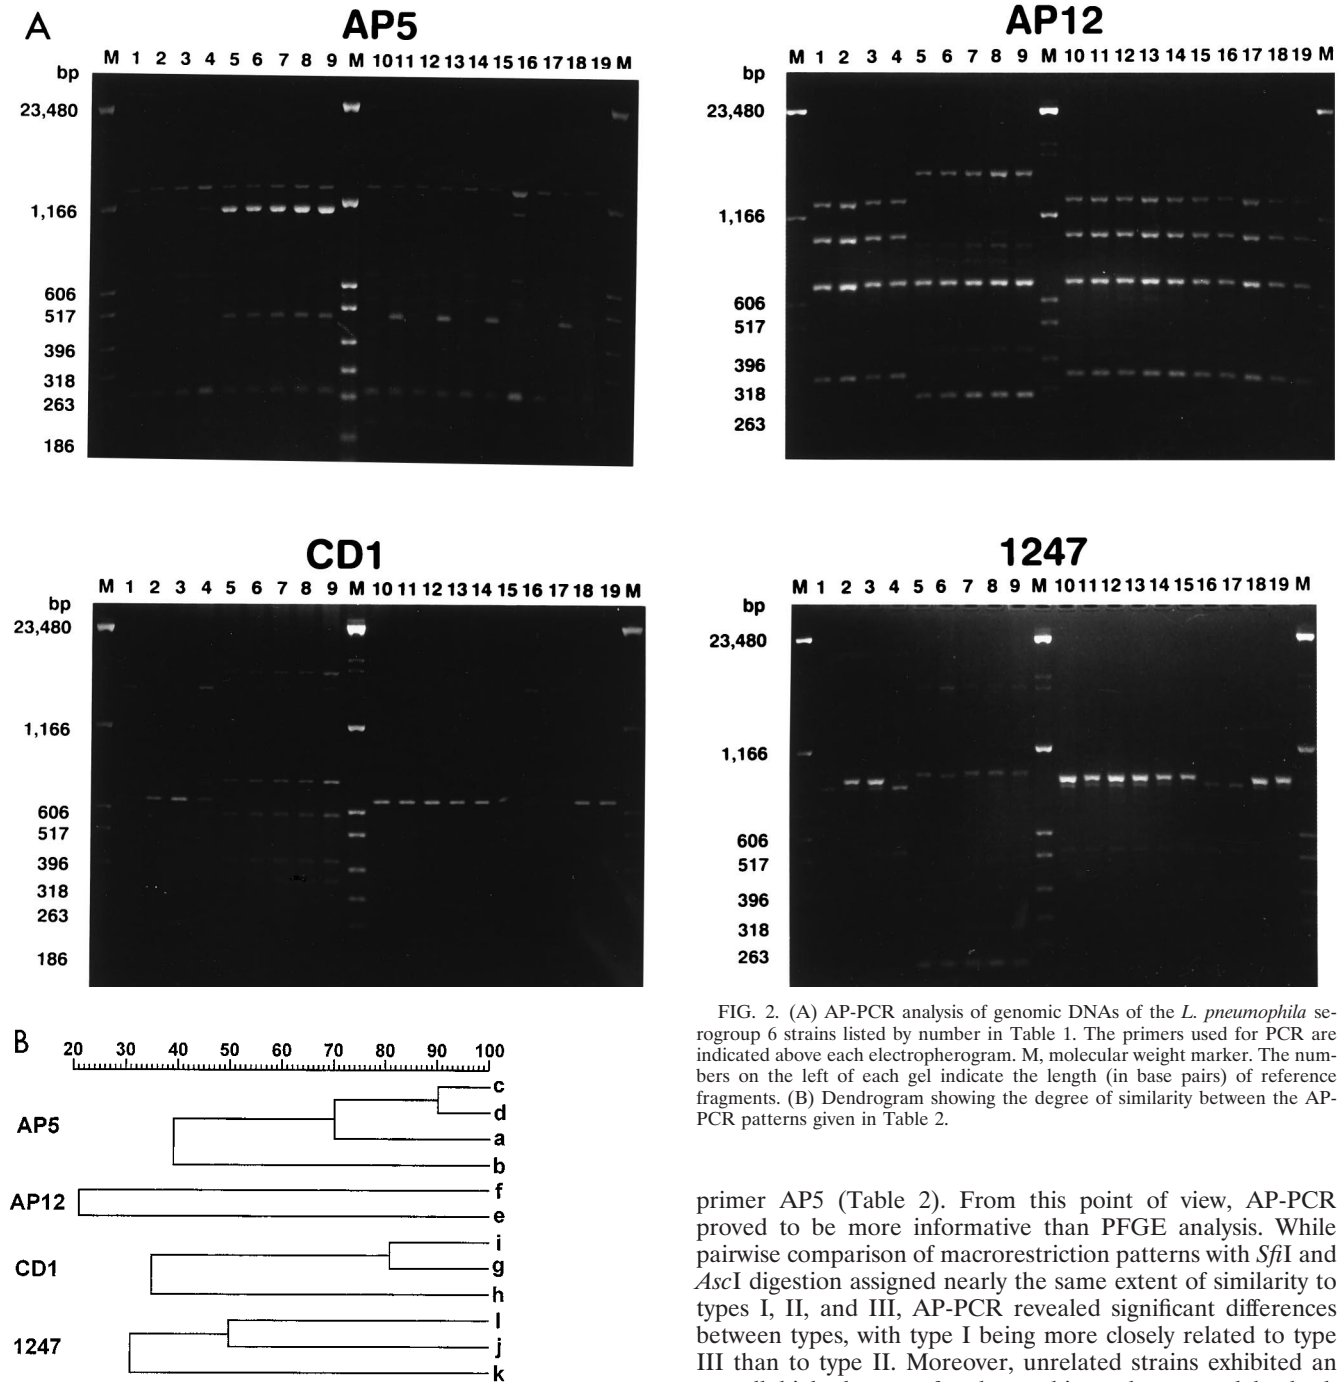 A
AP5
M 1 2 3 4 5 6 7 8 9 M 10 11 12 13 14 15 16 17 18 19 M
bp
23,480
1,166
606
517
396
318
263
186
AP12
M 1 2 3 4 5 6 7 8 9 M 10 11 12 13 14 15 16 17 18 19 M
bp
23,480
1,166
606
517
396
318
263
CD1
M 1 2 3 4 5 6 7 8 9 M 10 11 12 13 14 15 16 17 18 19 M
bp
23,480
1,166
606
517
396
318
263
186
1247
M 1 2 3 4 5 6 7 8 9 M 10 11 12 13 14 15 16 17 18 19 M
bp
23,480
1,166
606
517
396
318
263
B
20 30 40 50 60 70 80 90 100
AP5
c
d
a
b
AP12
f
e
CD1
i
g
h
1247
l
j
k
FIG. 2. (A) AP-PCR analysis of genomic DNAs of the L. pneumophila se-
rogroup 6 strains listed by number in Table 1. The primers used for PCR are
indicated above each electropherogram. M, molecular weight marker. The num-
bers on the left of each gel indicate the length (in base pairs) of reference
fragments. (B) Dendrogram showing the degree of similarity between the AP-
PCR patterns given in Table 2.
primer AP5 (Table 2). From this point of view, AP-PCR
proved to be more informative than PFGE analysis. While
pairwise comparison of macrorestriction patterns with SfiI and
AscI digestion assigned nearly the same extent of similarity to
types I, II, and III, AP-PCR revealed significant differences
between types, with type I being more closely related to type
III than to type II. Moreover, unrelated strains exhibited an